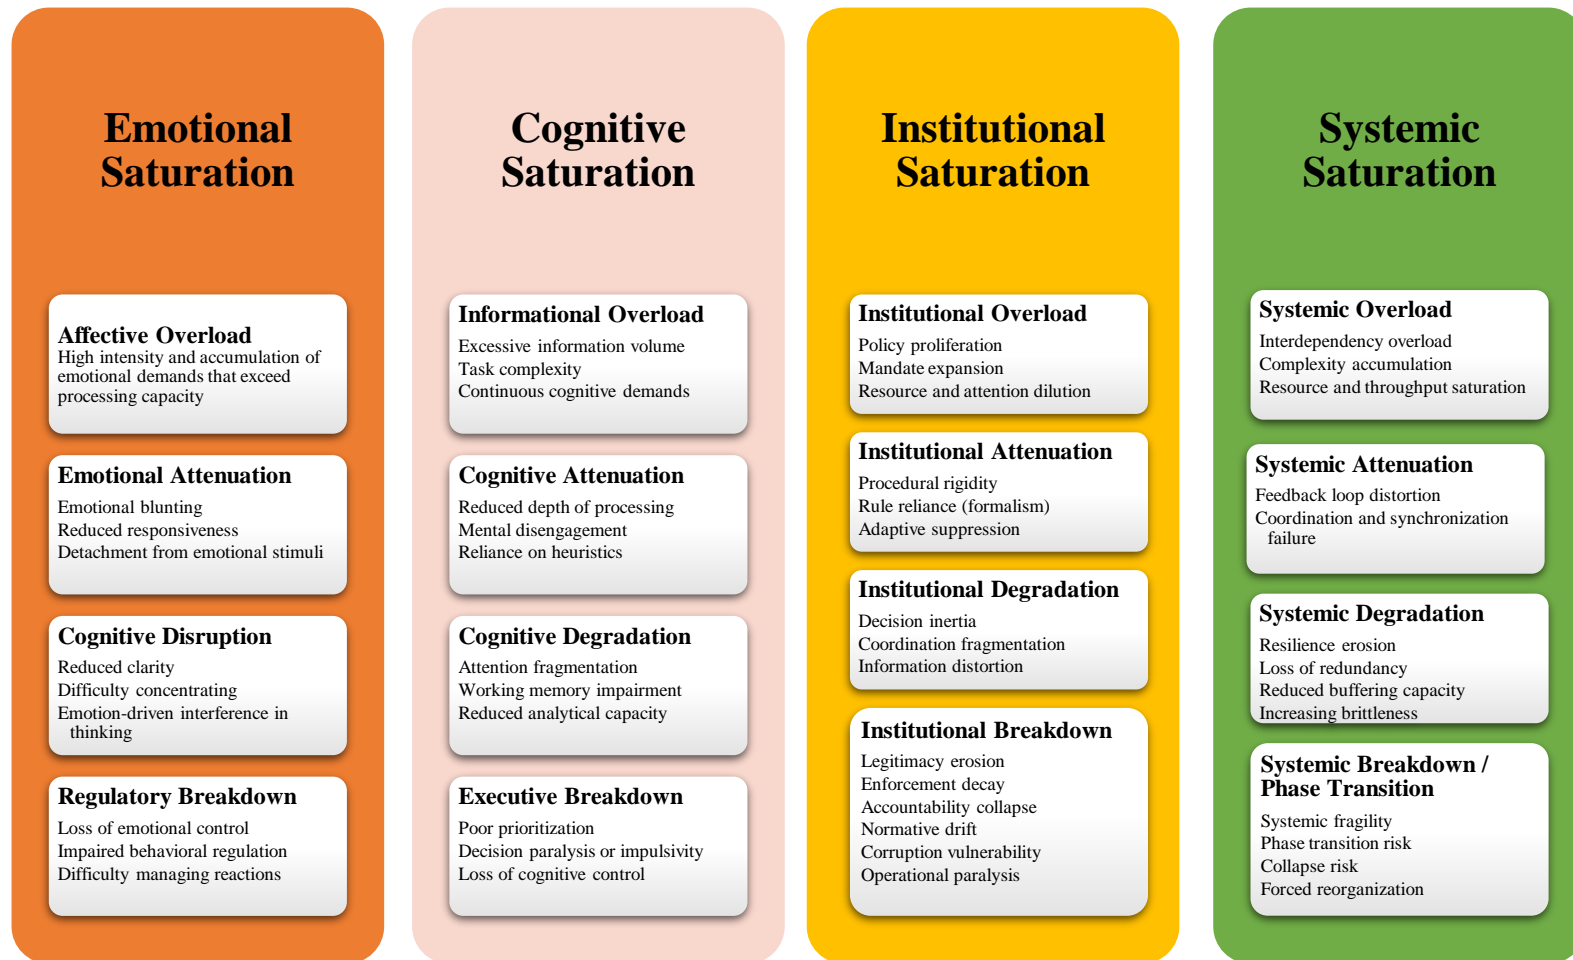 Emotional
Saturation
Affective Overload
High intensity and accumulation of
emotional demands that exceed
processing capacity
Emotional Attenuation
Emotional blunting
Reduced responsiveness
Detachment from emotional stimuli
Cognitive Disruption
Reduced clarity
Difficulty concentrating
Emotion-driven interference in
thinking
Regulatory Breakdown
Loss of emotional control
Impaired behavioral regulation
Difficulty managing reactions
Cognitive
Saturation
Informational Overload
Excessive information volume
Task complexity
Continuous cognitive demands
Cognitive Attenuation
Reduced depth of processing
Mental disengagement
Reliance on heuristics
Cognitive Degradation
Attention fragmentation
Working memory impairment
Reduced analytical capacity
Executive Breakdown
Poor prioritization
Decision paralysis or impulsivity
Loss of cognitive control
Institutional
Saturation
Institutional Overload
Policy proliferation
Mandate expansion
Resource and attention dilution
Institutional Attenuation
Procedural rigidity
Rule reliance (formalism)
Adaptive suppression
Institutional Degradation
Decision inertia
Coordination fragmentation
Information distortion
Institutional Breakdown
Legitimacy erosion
Enforcement decay
Accountability collapse
Normative drift
Corruption vulnerability
Operational paralysis
Systemic
Saturation
Systemic Overload
Interdependency overload
Complexity accumulation
Resource and throughput saturation
Systemic Attenuation
Feedback loop distortion
Coordination and synchronization
failure
Systemic Degradation
Resilience erosion
Loss of redundancy
Reduced buffering capacity
Increasing brittleness
Systemic Breakdown /
Phase Transition
Systemic fragility
Phase transition risk
Collapse risk
Forced reorganization